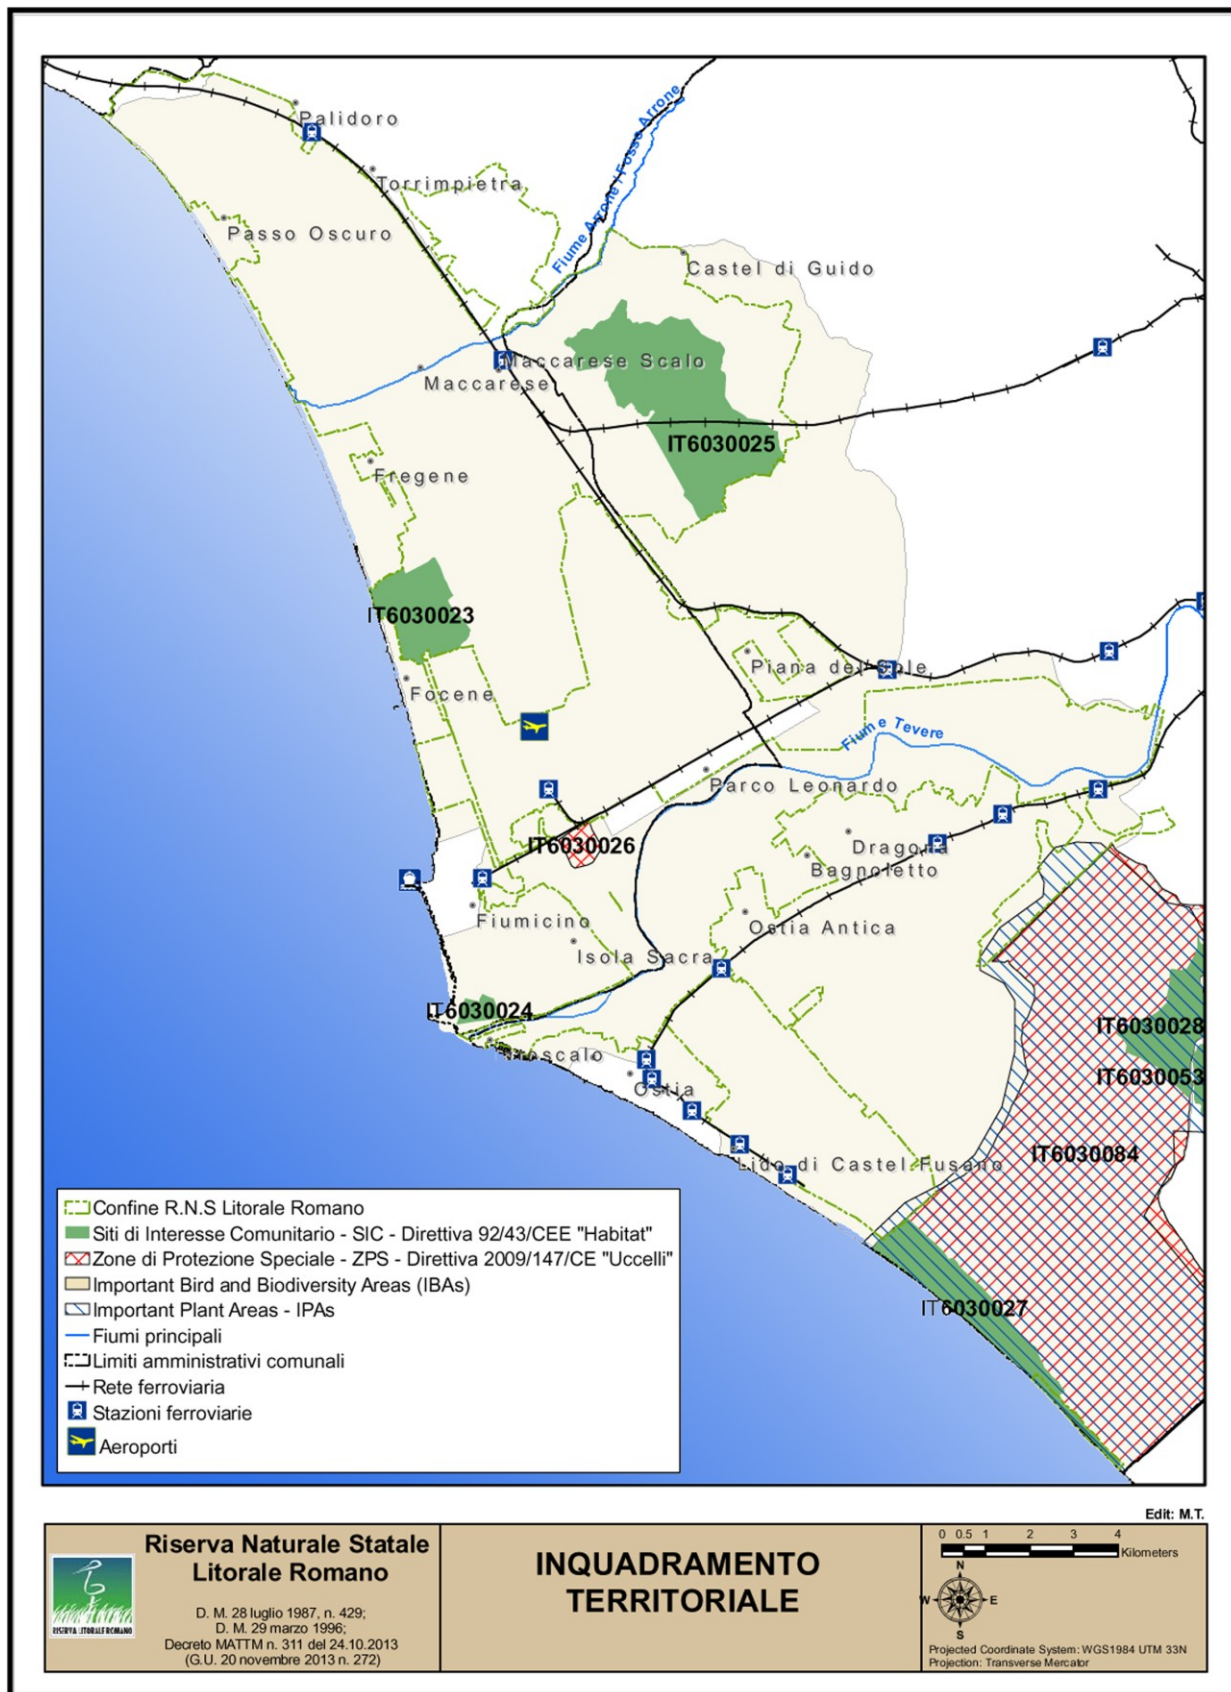 Palidoro
Torrimpietra
Passo Oscuro
Fiume Arrone / Fosso Arrone
Castel di Guido
Maccarese Scalo
Maccarese
IT6030025
Fregene
IT6030023
Piana del Sole
Focene
Fiume Tevere
Parco Leonardo
IT6030026
Dragona
Bagnoletto
Fiumicino
Ostia Antica
Isola Sacra
IT6030024
IT6030028
Ostia
IT6030053
IT6030084
Lido di Castel Fusano
IT6030027
Confine R.N.S Litorale Romano
Siti di Interesse Comunitario - SIC - Direttiva 92/43/CEE "Habitat"
Zone di Protezione Speciale - ZPS - Direttiva 2009/147/CE "Uccelli"
Important Bird and Biodiversity Areas (IBAs)
Important Plant Areas - IPAs
Fiumi principali
Limiti amministrativi comunali
Rete ferroviaria
Stazioni ferroviarie
Aeroporti
Edit: M.T.
RISERVA LITORALE ROMANO
Riserva Naturale Statale
Litorale Romano
D. M. 28 luglio 1987, n. 429;
D. M. 29 marzo 1996;
Decreto MATTM n. 311 del 24.10.2013
(G.U. 20 novembre 2013 n. 272)
INQUADRAMENTO
TERRITORIALE
0 0.5 1 2 3 4
Kilometers
N
W E
S
Projected Coordinate System: WGS1984 UTM 33N
Projection: Transverse Mercator